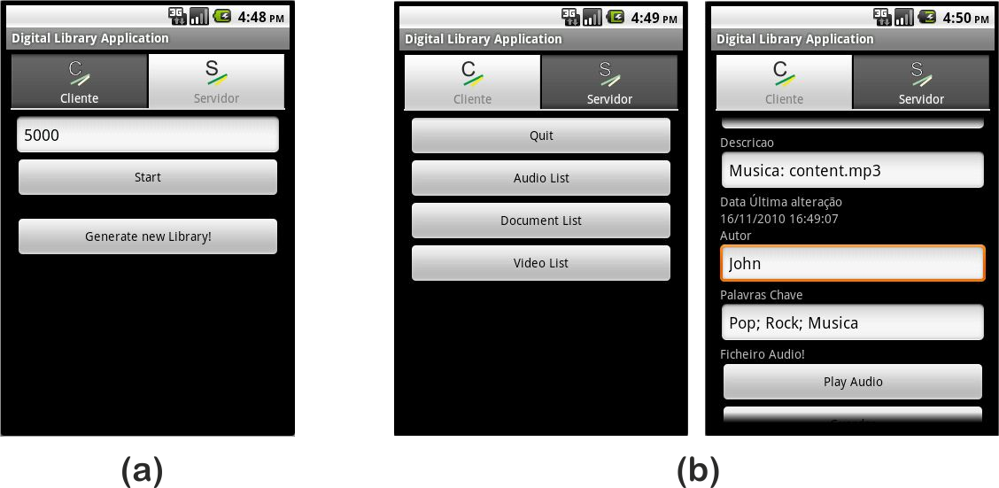 4:48 PM
Digital Library Application
C
Cliente
S
Servidor
5000
Start
Generate new Library!
(a)
4:49 PM
Digital Library Application
C
Cliente
S
Servidor
Quit
Audio List
Document List
Video List
4:50 PM
Digital Library Application
C
Cliente
S
Servidor
Descricao
Musica: content.mp3
Data Última alteração
16/11/2010 16:49:07
Autor
John
Palavras Chave
Pop; Rock; Musica
Ficheiro Audio!
Play Audio
(b)